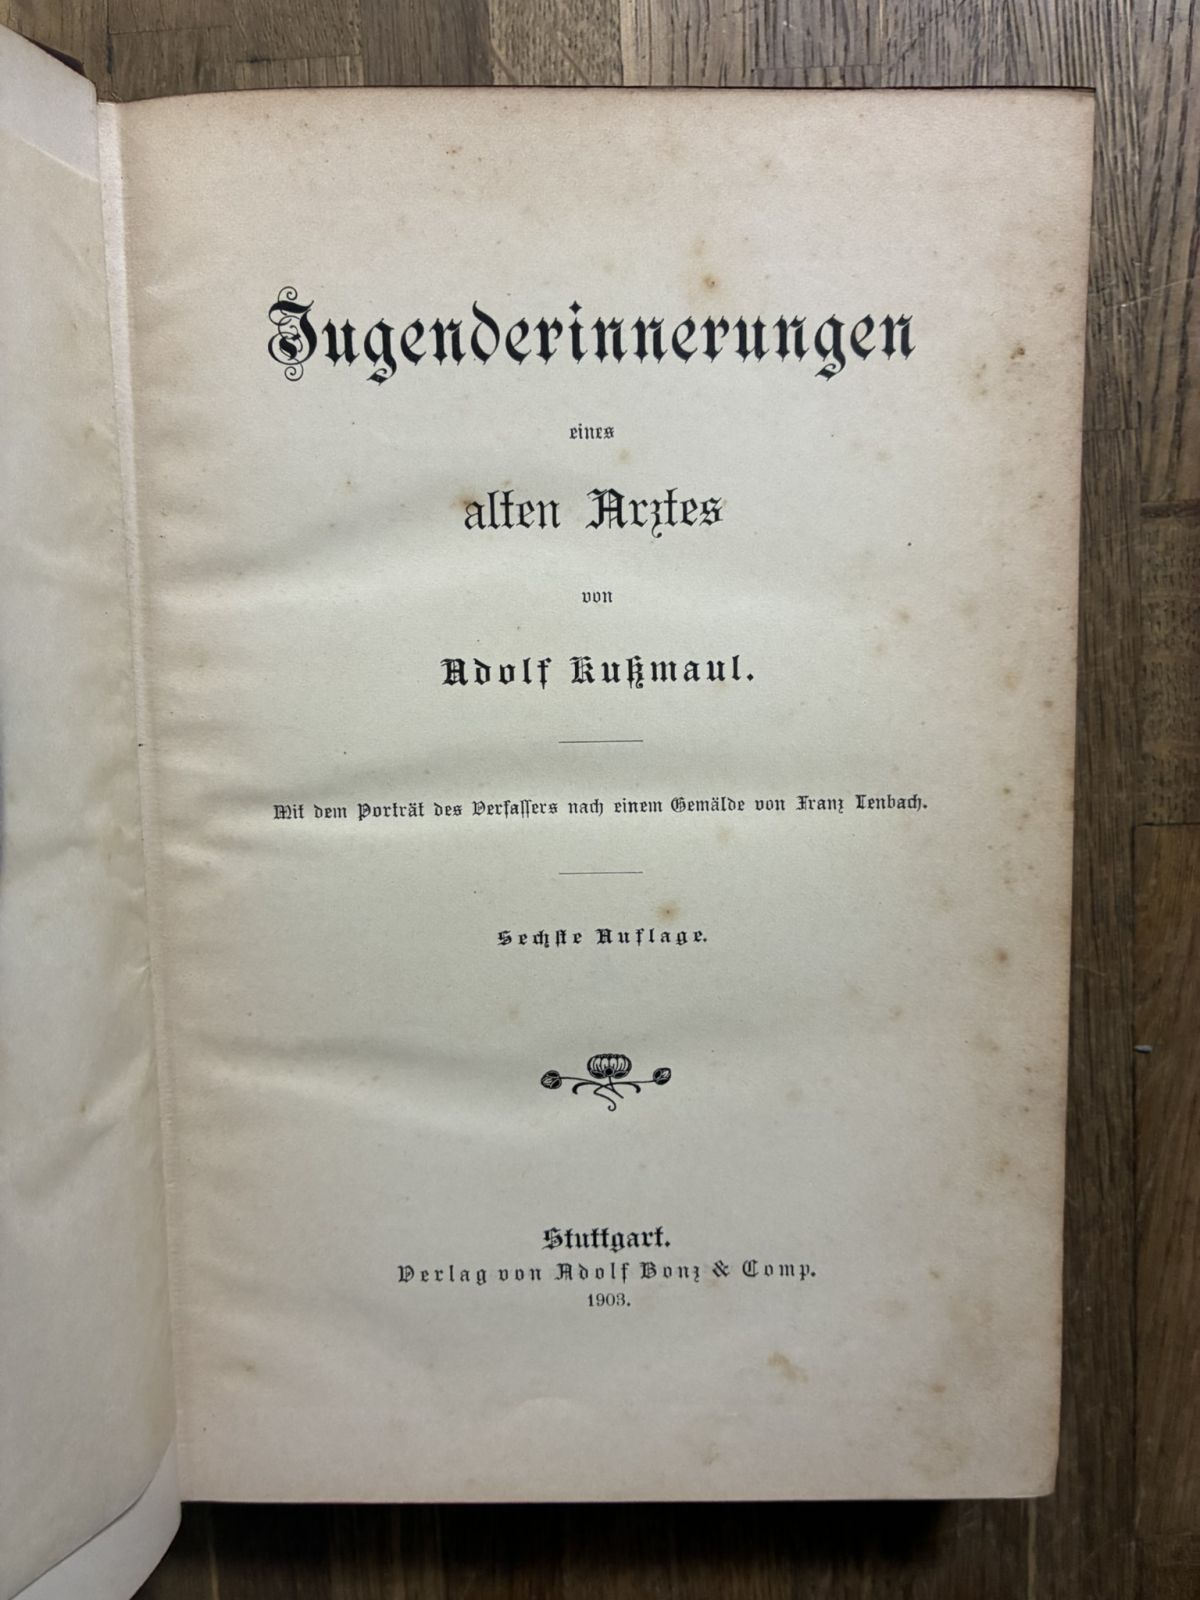 Jugenderinnerungen
eines
alten Arztes
von
Adolf Kußmaul.
Mit dem Porträt des Verfassers nach einem Gemälde von Franz Lenbach.
Sechste Auflage.
Stuttgart.
Verlag von Adolf Bonz & Comp.
1903.